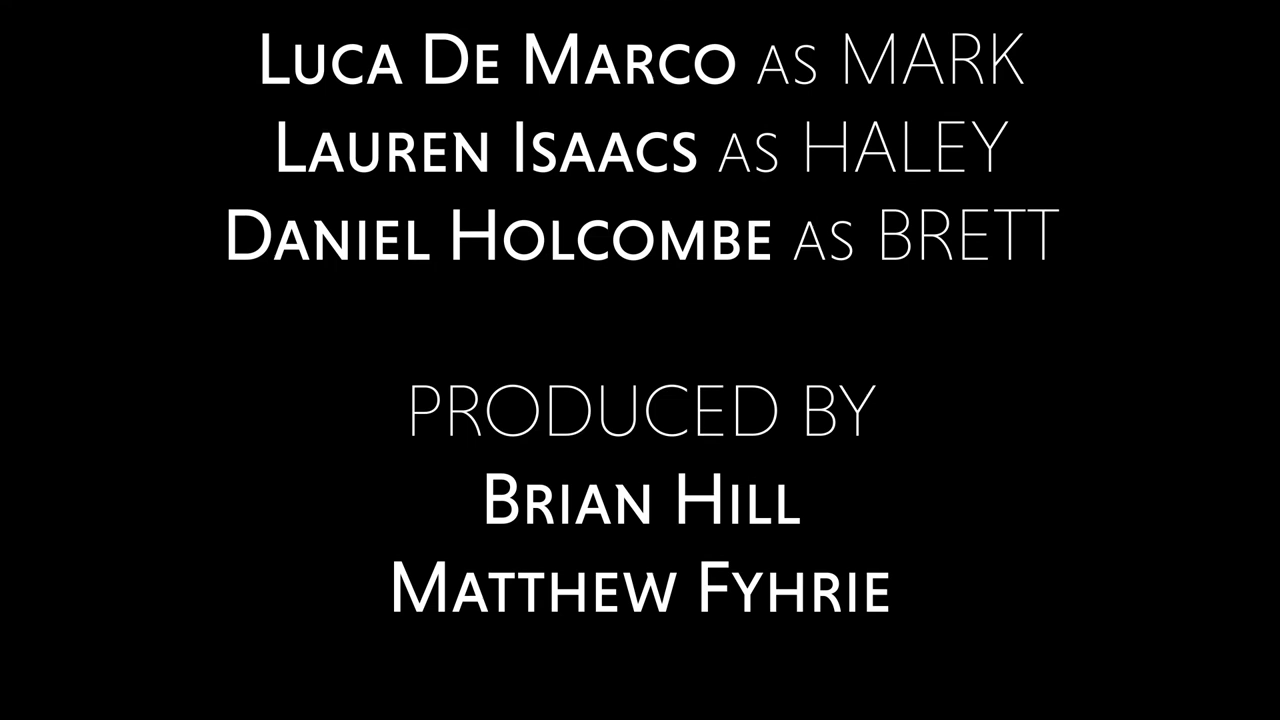 Luca De Marco as MARK
Lauren Isaacs as HALEY
Daniel Holcombe as BRETT
PRODUCED BY
Brian Hill
Matthew Fyhrie